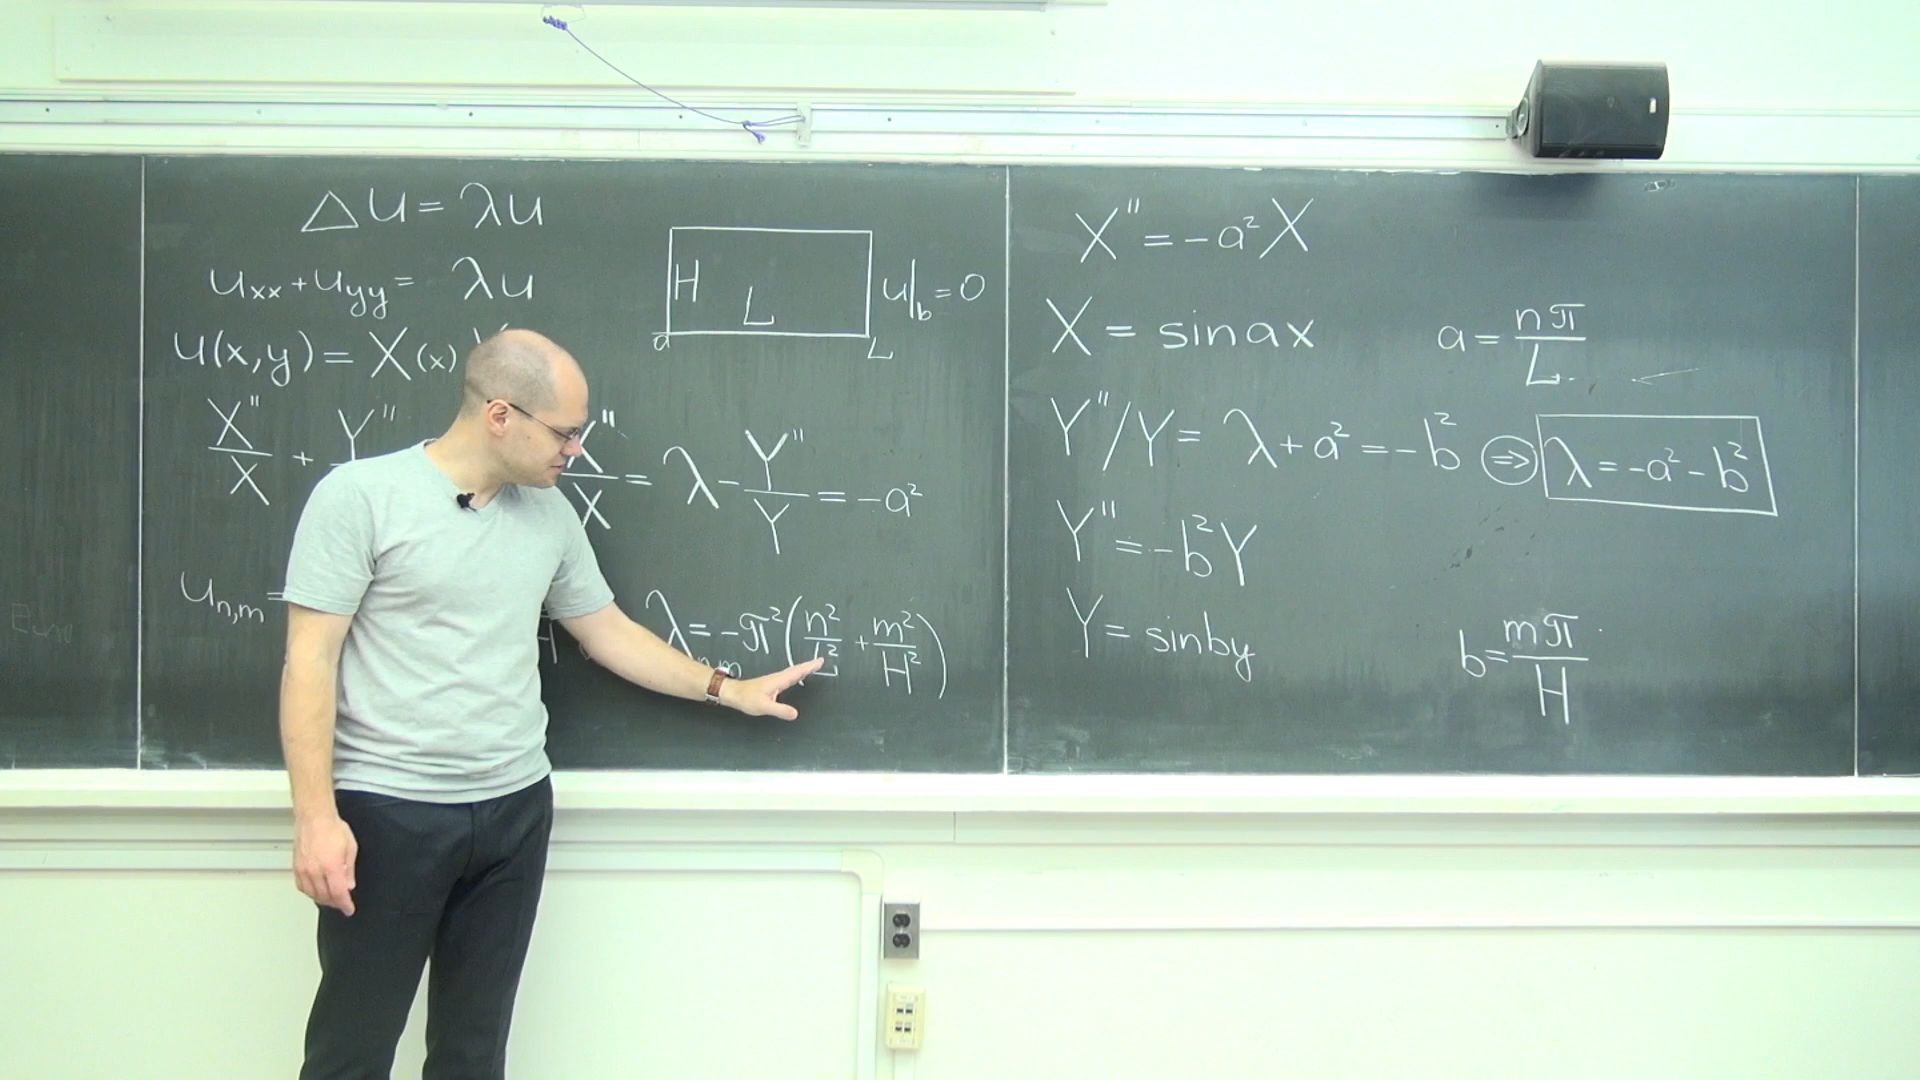 Δu = λu
uxx + uyy = λu
u(x,y) = X(x)
H
L
u|b = 0
L
X''/X + Y''
X''/X = λ - Y''/Y = -a²
un,m =
λn,m = -π²(n²/L² + m²/H²)
X'' = -a²X
X = sin ax
a = nπ/L
Y''/Y = λ + a² = -b² ⇒ λ = -a² - b²
Y'' = -b²Y
Y = sin by
b = mπ/H